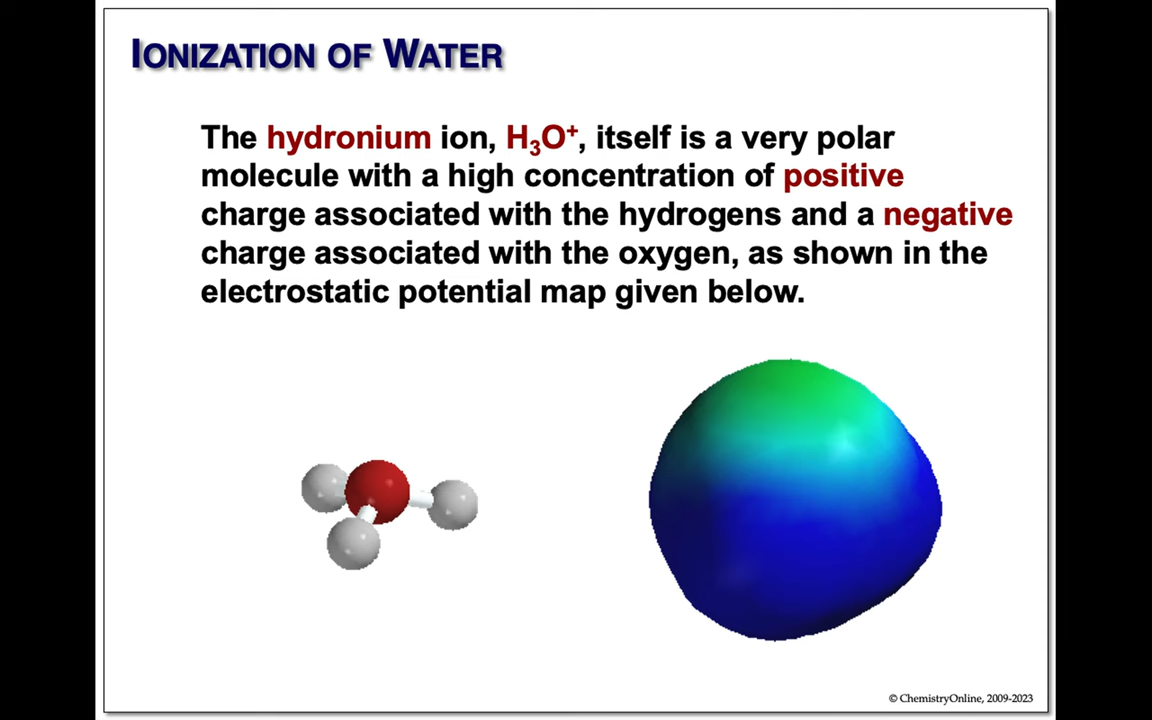 IONIZATION OF WATER
The hydronium ion, H₃O⁺, itself is a very polar
molecule with a high concentration of positive
charge associated with the hydrogens and a negative
charge associated with the oxygen, as shown in the
electrostatic potential map given below.
© ChemistryOnline, 2009-2023